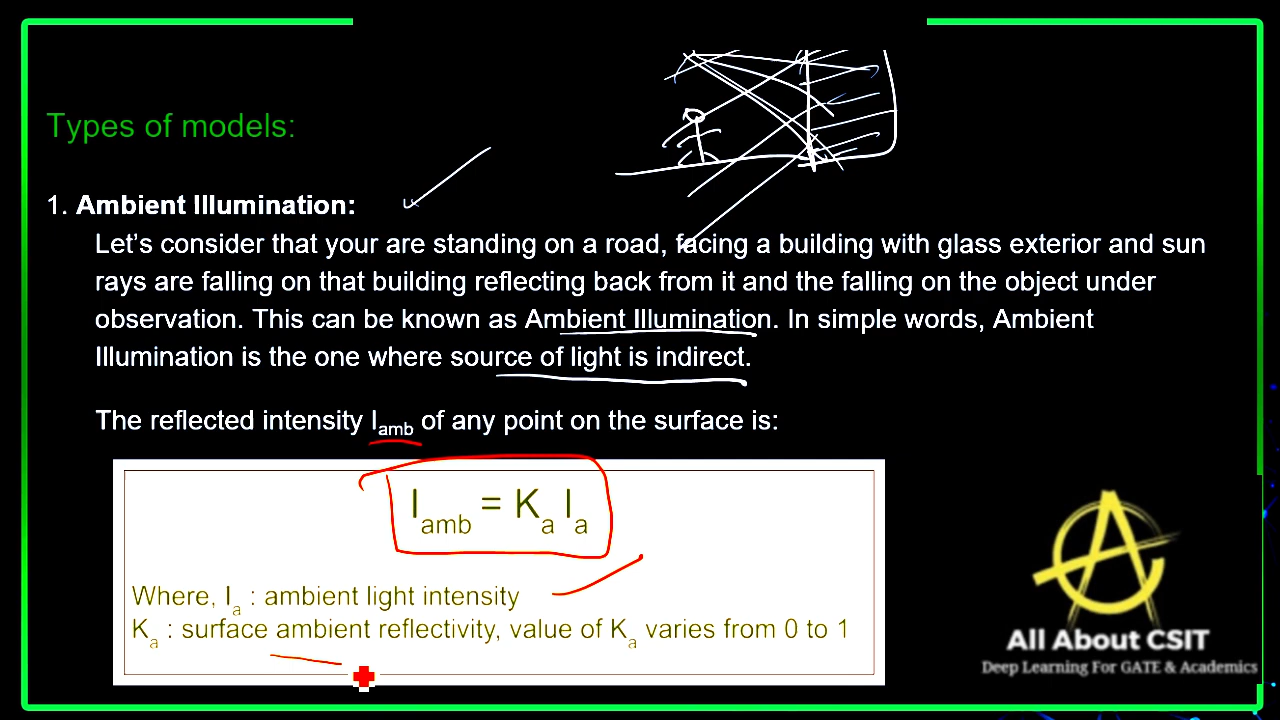 Types of models:
1. Ambient Illumination:
Let's consider that your are standing on a road, facing a building with glass exterior and sun
rays are falling on that building reflecting back from it and the falling on the object under
observation. This can be known as Ambient Illumination. In simple words, Ambient
Illumination is the one where source of light is indirect.
The reflected intensity Iamb of any point on the surface is:
Iamb = Ka Ia
Where, Ia : ambient light intensity
Ka : surface ambient reflectivity, value of Ka varies from 0 to 1
All About CSIT
Deep Learning For GATE & Academics